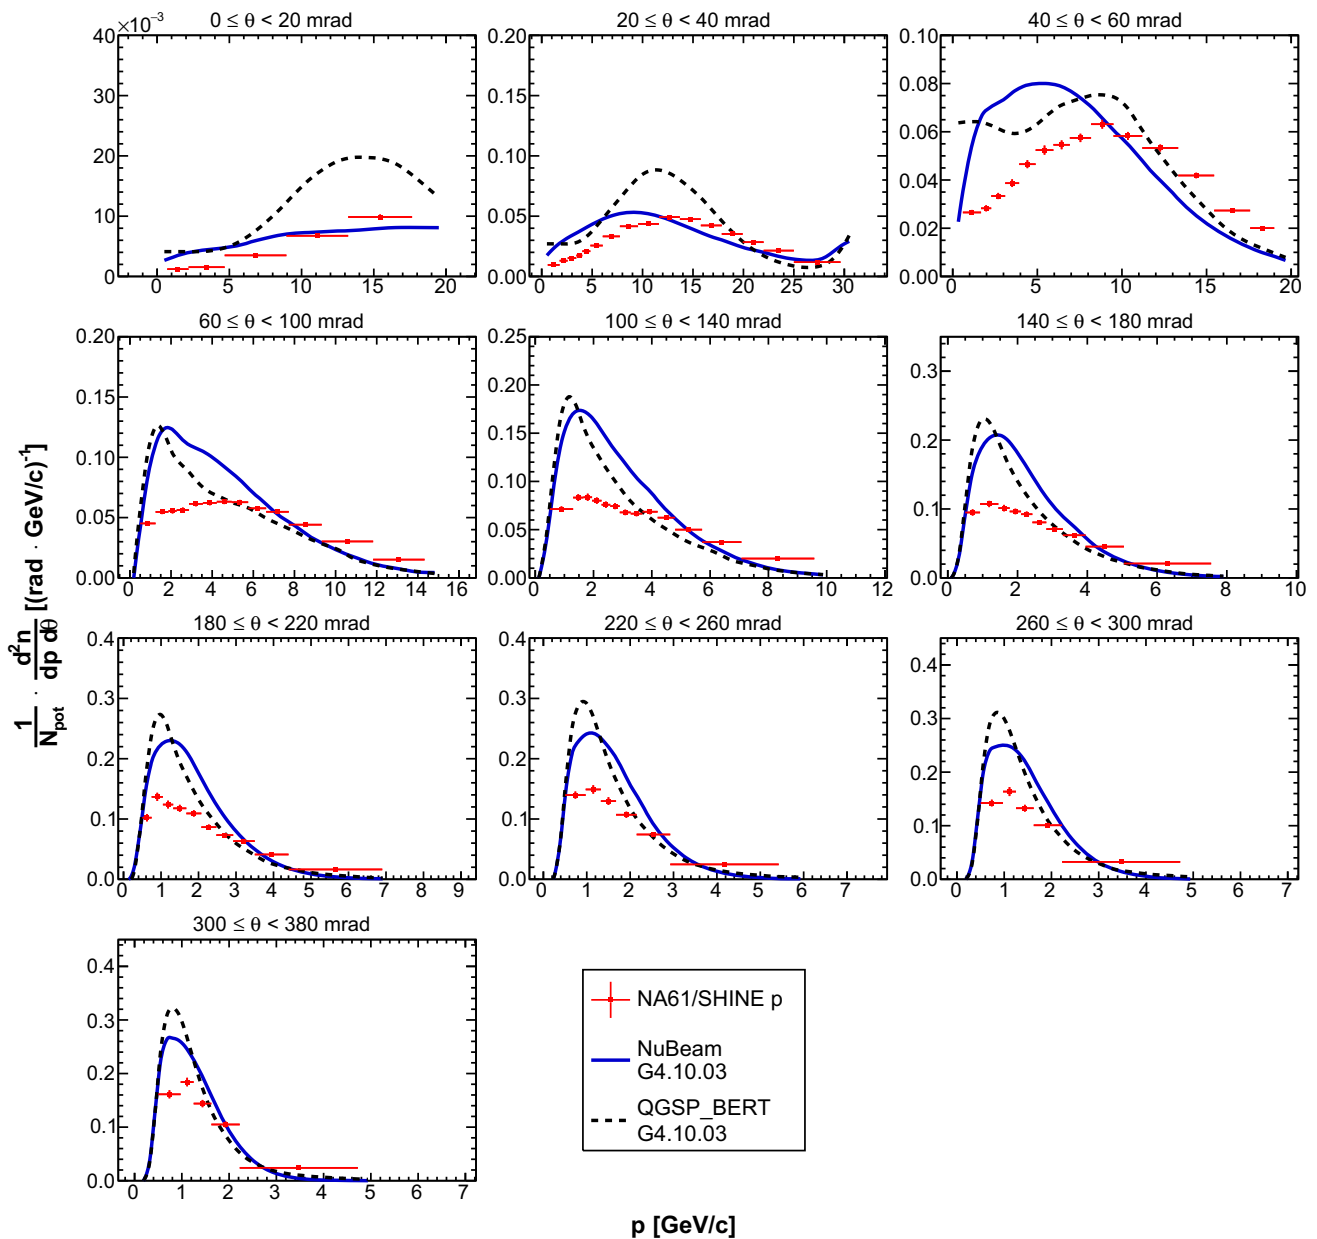 ×10⁻³
0 ≤ θ < 20 mrad
20 ≤ θ < 40 mrad
40 ≤ θ < 60 mrad
40
30
20
10
0
0 5 10 15 20
0.20
0.15
0.10
0.05
0.00
0 5 10 15 20 25 30
0.10
0.08
0.06
0.04
0.02
0.00
0 5 10 15 20
60 ≤ θ < 100 mrad
100 ≤ θ < 140 mrad
140 ≤ θ < 180 mrad
0.20
0.15
0.10
0.05
0.00
0 2 4 6 8 10 12 14 16
0.25
0.20
0.15
0.10
0.05
0.00
0 2 4 6 8 10 12
0.3
0.2
0.1
0.0
0 2 4 6 8 10
180 ≤ θ < 220 mrad
220 ≤ θ < 260 mrad
260 ≤ θ < 300 mrad
0.4
0.3
0.2
0.1
0.0
0 1 2 3 4 5 6 7 8 9
0.4
0.3
0.2
0.1
0.0
0 1 2 3 4 5 6 7
0.4
0.3
0.2
0.1
0.0
0 1 2 3 4 5 6 7
300 ≤ θ < 380 mrad
0.4
0.3
0.2
0.1
0.0
0 1 2 3 4 5 6 7
NA61/SHINE p
NuBeam
G4.10.03
QGSP_BERT
G4.10.03
1/N_pot · d²n/dp dθ [(rad · GeV/c)⁻¹]
p [GeV/c]